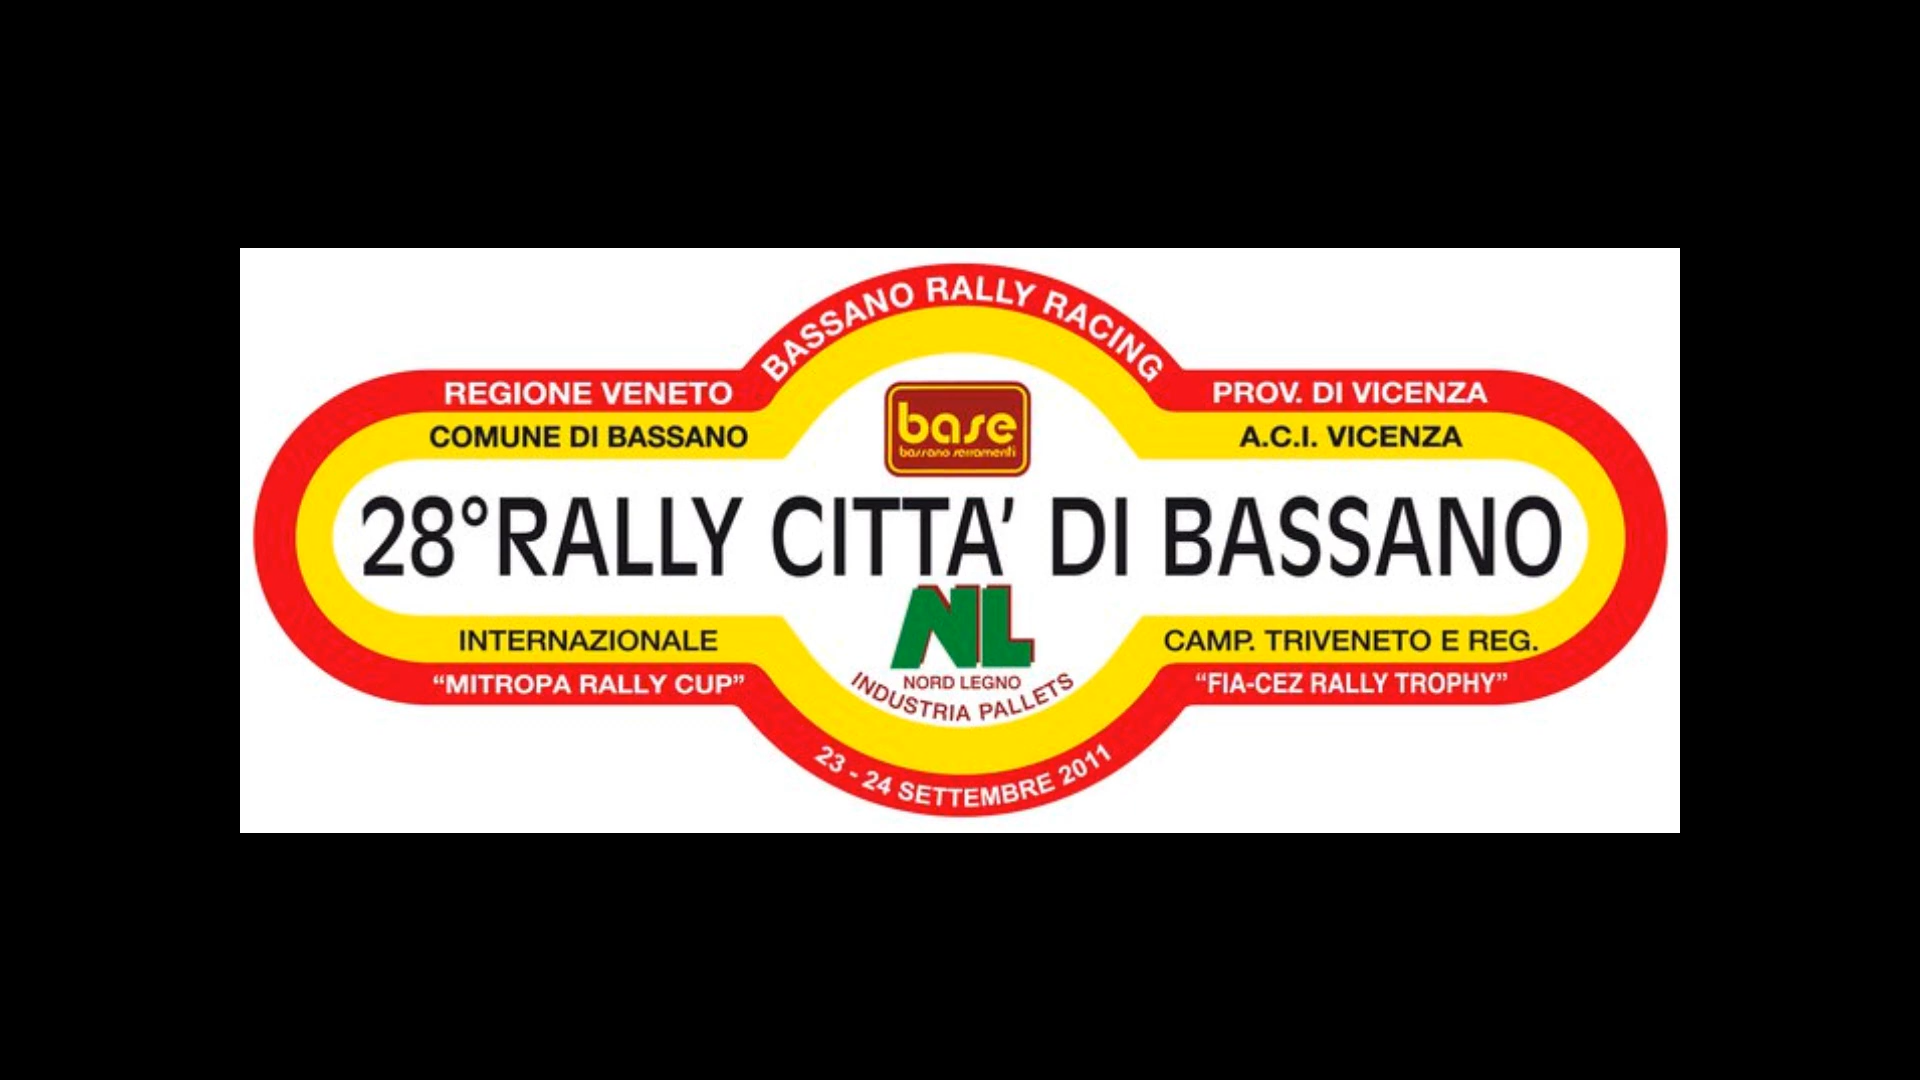 BASSANO RALLY RACING
REGIONE VENETO
PROV. DI VICENZA
COMUNE DI BASSANO
A.C.I. VICENZA
base
bassano serramenti
28°RALLY CITTA' DI BASSANO
NL
INTERNAZIONALE
CAMP. TRIVENETO E REG.
“MITROPA RALLY CUP”
“FIA-CEZ RALLY TROPHY”
NORD LEGNO
INDUSTRIA PALLETS
23 - 24 SETTEMBRE 2011